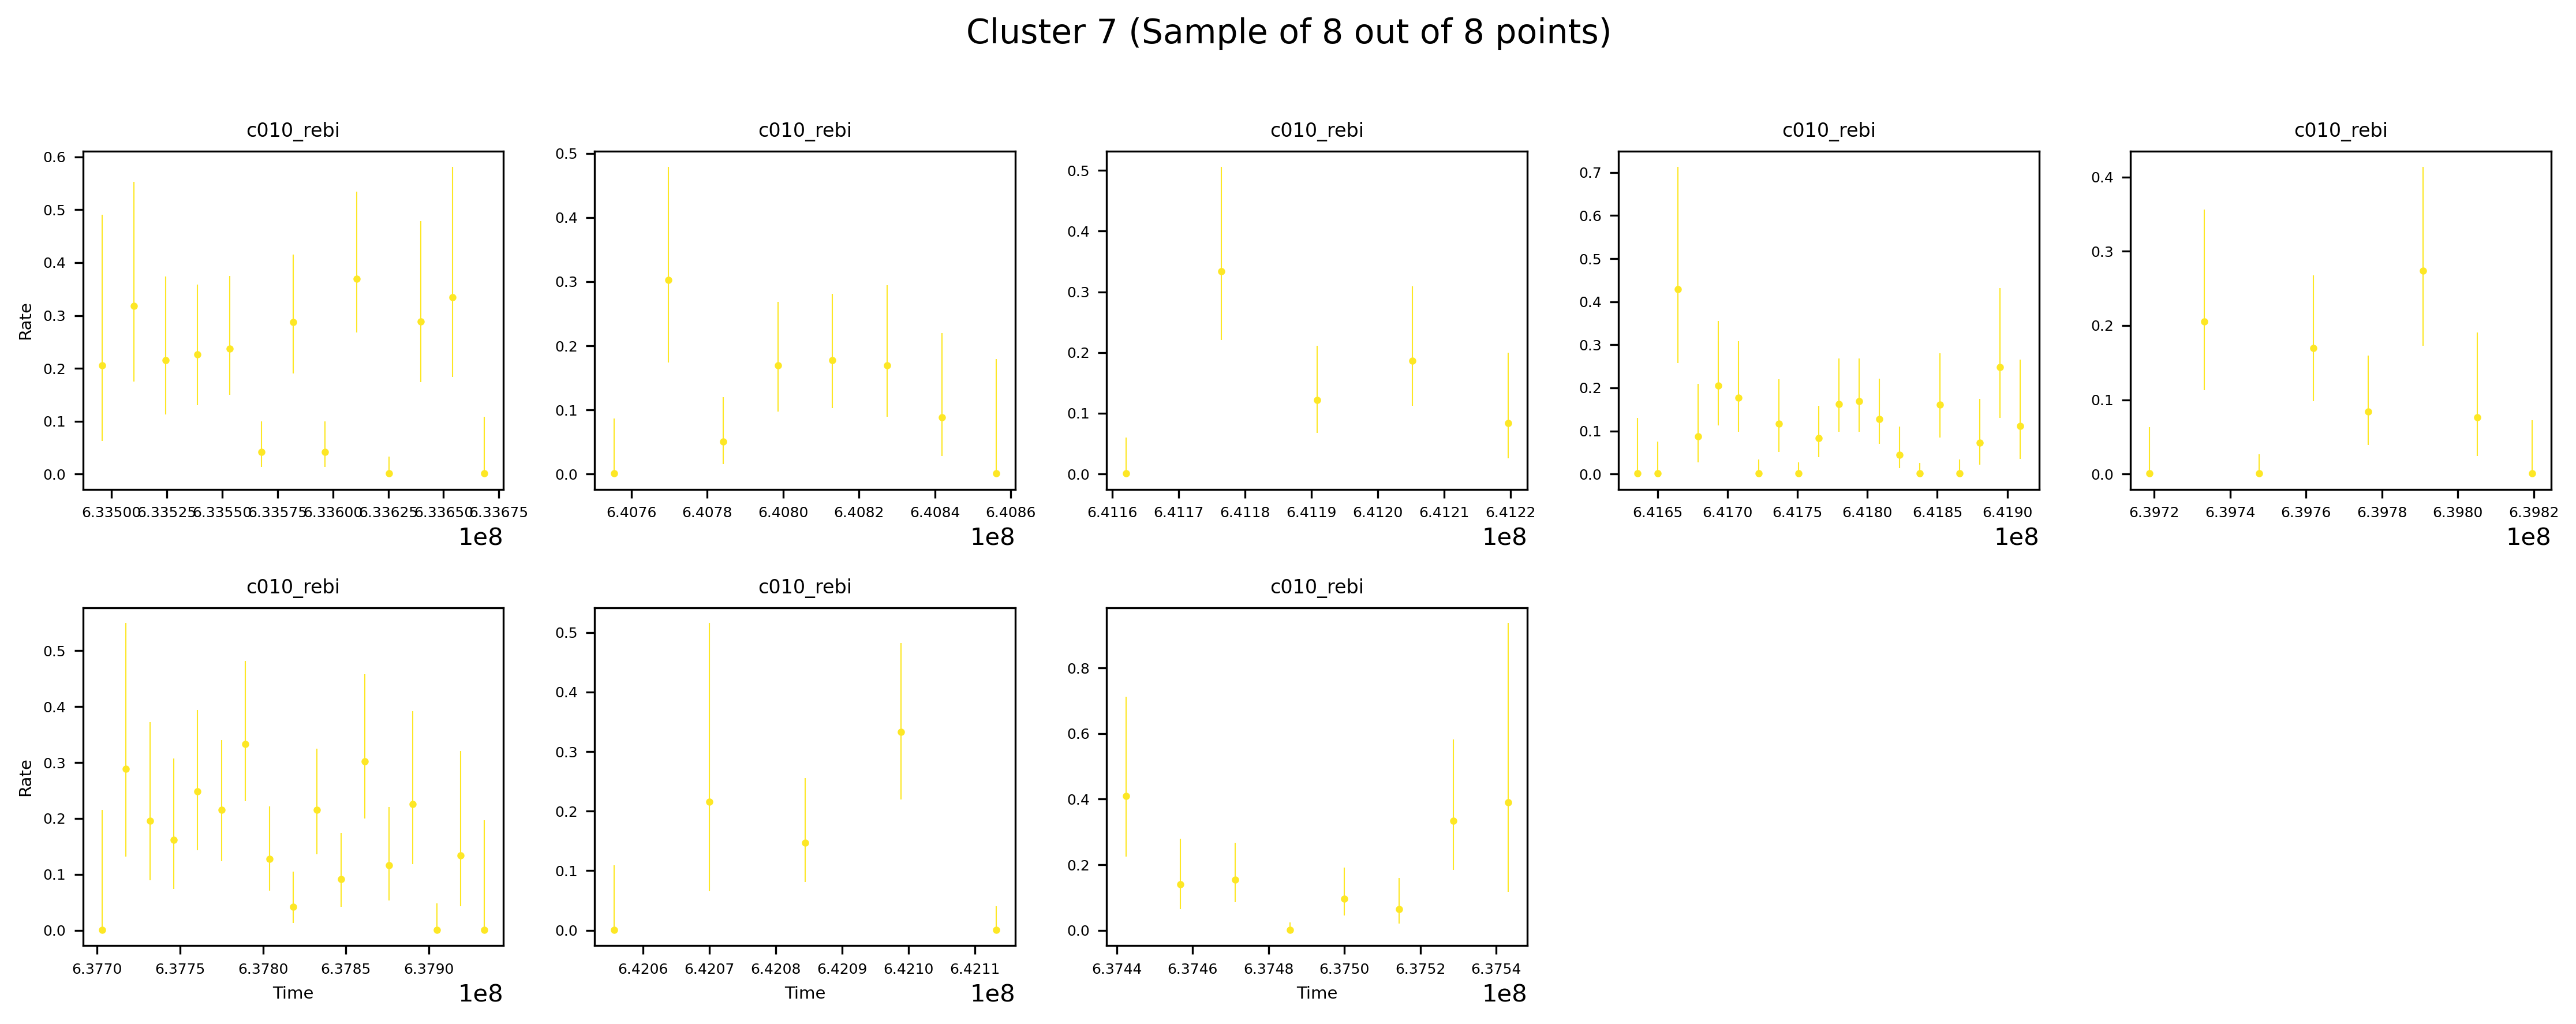 Cluster 7 (Sample of 8 out of 8 points)
c010_rebi c010_rebi c010_rebi c010_rebi c010_rebi
Rate
0.6 0.5 0.4 0.3 0.2 0.1 0.0
6.33500 6.33525 6.33550 6.33575 6.33600 6.33625 6.33650 6.33675
1e8
0.5 0.4 0.3 0.2 0.1 0.0
6.4076 6.4078 6.4080 6.4082 6.4084 6.4086
1e8
0.5 0.4 0.3 0.2 0.1 0.0
6.4116 6.4117 6.4118 6.4119 6.4120 6.4121 6.4122
1e8
0.7 0.6 0.5 0.4 0.3 0.2 0.1 0.0
6.4165 6.4170 6.4175 6.4180 6.4185 6.4190
1e8
0.4 0.3 0.2 0.1 0.0
6.3972 6.3974 6.3976 6.3978 6.3980 6.3982
1e8
c010_rebi c010_rebi c010_rebi
Rate
0.5 0.4 0.3 0.2 0.1 0.0
6.3770 6.3775 6.3780 6.3785 6.3790
Time
1e8
0.5 0.4 0.3 0.2 0.1 0.0
6.4206 6.4207 6.4208 6.4209 6.4210 6.4211
Time
1e8
0.8 0.6 0.4 0.2 0.0
6.3744 6.3746 6.3748 6.3750 6.3752 6.3754
Time
1e8